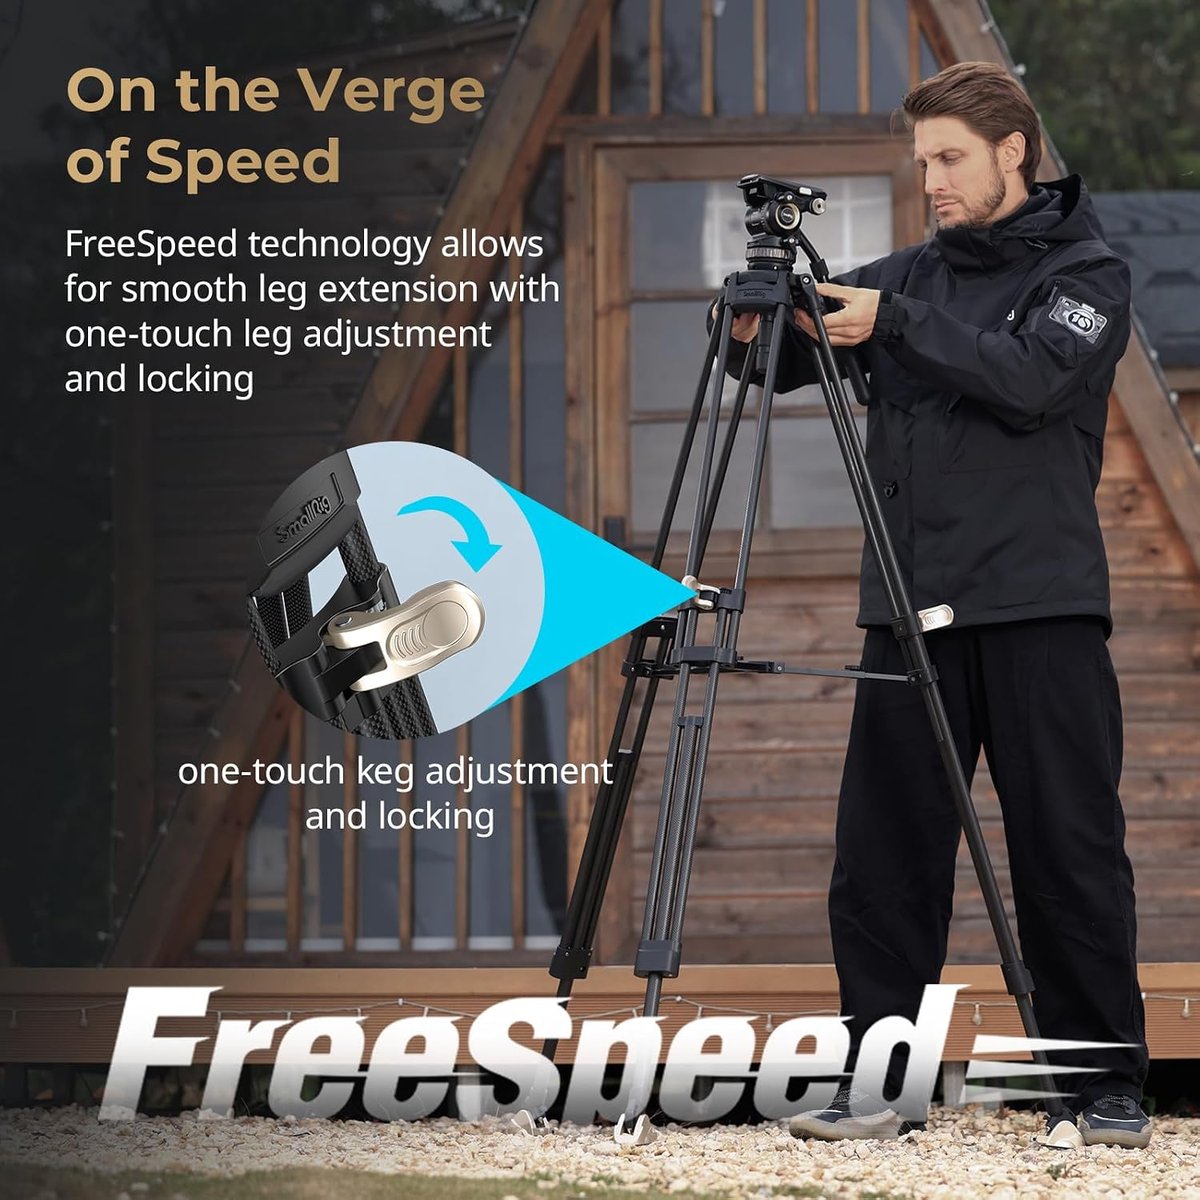 On the Verge
of Speed
FreeSpeed technology allows
for smooth leg extension with
one-touch leg adjustment
and locking
SmallRig
SmallRig
one-touch keg adjustment
and locking
FreeSpeed